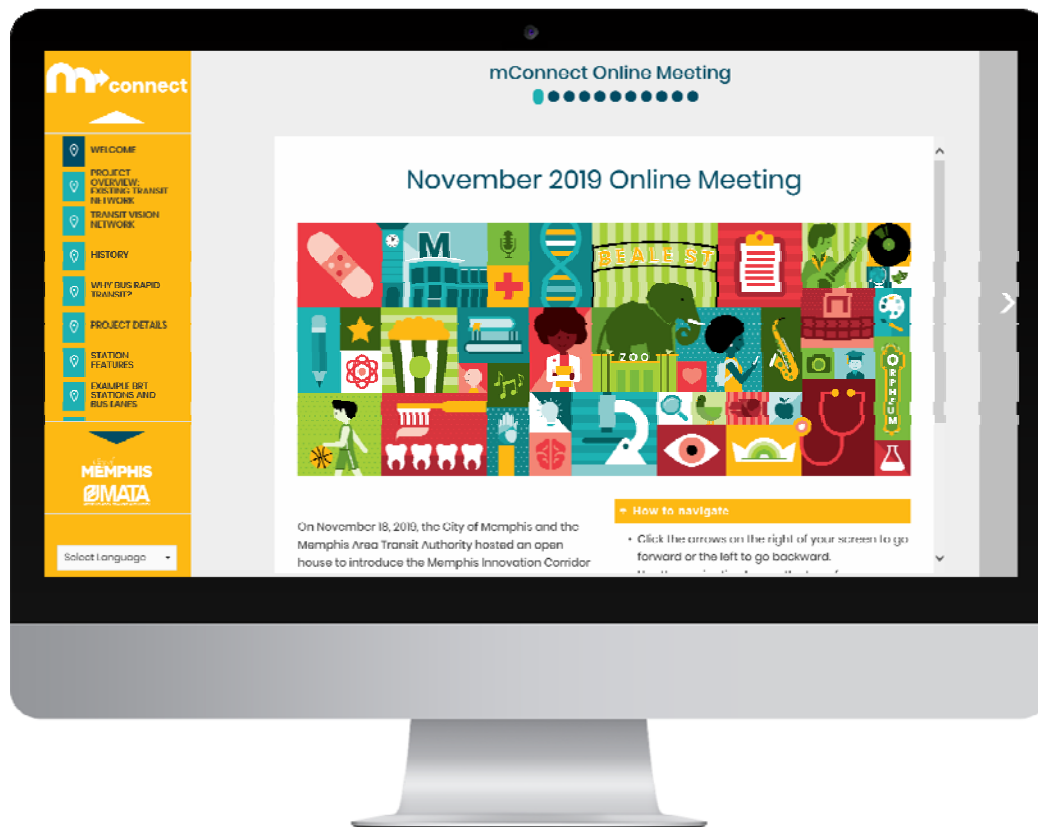 mconnect
WELCOME
PROJECT
OVERVIEW:
EXISTING TRANSIT
NETWORK
TRANSIT VISION
NETWORK
HISTORY
WHY BUS RAPID
TRANSIT?
PROJECT DETAILS
STATION
FEATURES
EXAMPLE BRT
STATIONS AND
BUS LANES
MEMPHIS
MATA
Select Language
mConnect Online Meeting
November 2019 Online Meeting
M
BEALE ST
ZOO
ORPHEUM
On November 18, 2019, the City of Memphis and the
Memphis Area Transit Authority hosted an open
house to introduce the Memphis Innovation Corridor
How to navigate
• Click the arrows on the right of your screen to go
forward or the left to go backward.